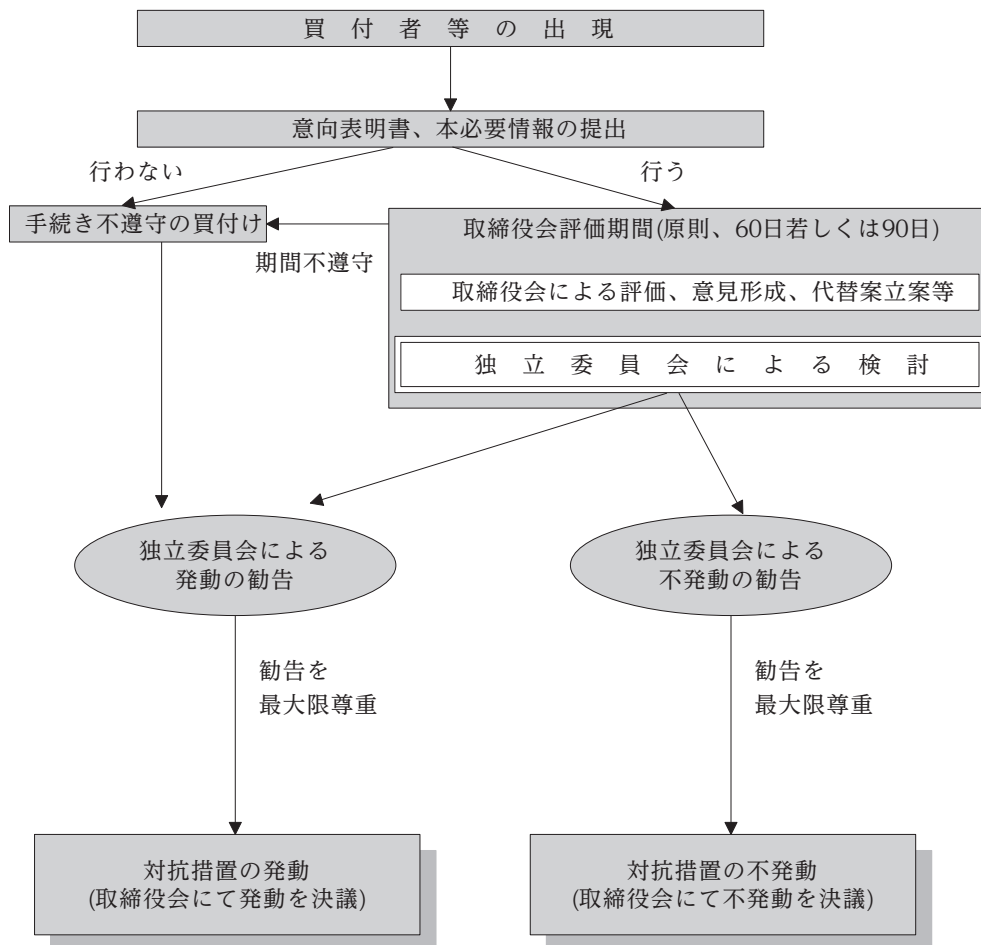 買付者等の出現
意向表明書、本必要情報の提出
行わない
行う
手続き不遵守の買付け
取締役会評価期間(原則、60日若しくは90日)
期間不遵守
取締役会による評価、意見形成、代替案立案等
独立委員会による検討
独立委員会による
発動の勧告
独立委員会による
不発動の勧告
勧告を
最大限尊重
勧告を
最大限尊重
対抗措置の発動
(取締役会にて発動を決議)
対抗措置の不発動
(取締役会にて不発動を決議)